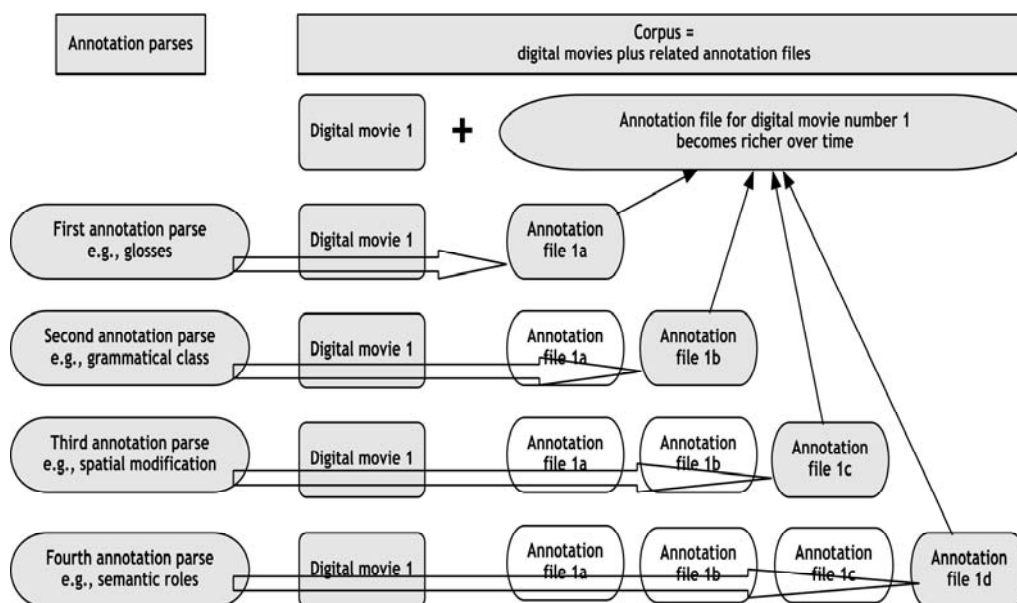 Annotation parses
Corpus =
digital movies plus related annotation files
Digital movie 1
+
Annotation file for digital movie number 1
becomes richer over time
First annotation parse
e.g., glosses
Digital movie 1
Annotation
file 1a
Second annotation parse
e.g., grammatical class
Digital movie 1
Annotation
file 1a
Annotation
file 1b
Third annotation parse
e.g., spatial modification
Digital movie 1
Annotation
file 1a
Annotation
file 1b
Annotation
file 1c
Fourth annotation parse
e.g., semantic roles
Digital movie 1
Annotation
file 1a
Annotation
file 1b
Annotation
file 1c
Annotation
file 1d